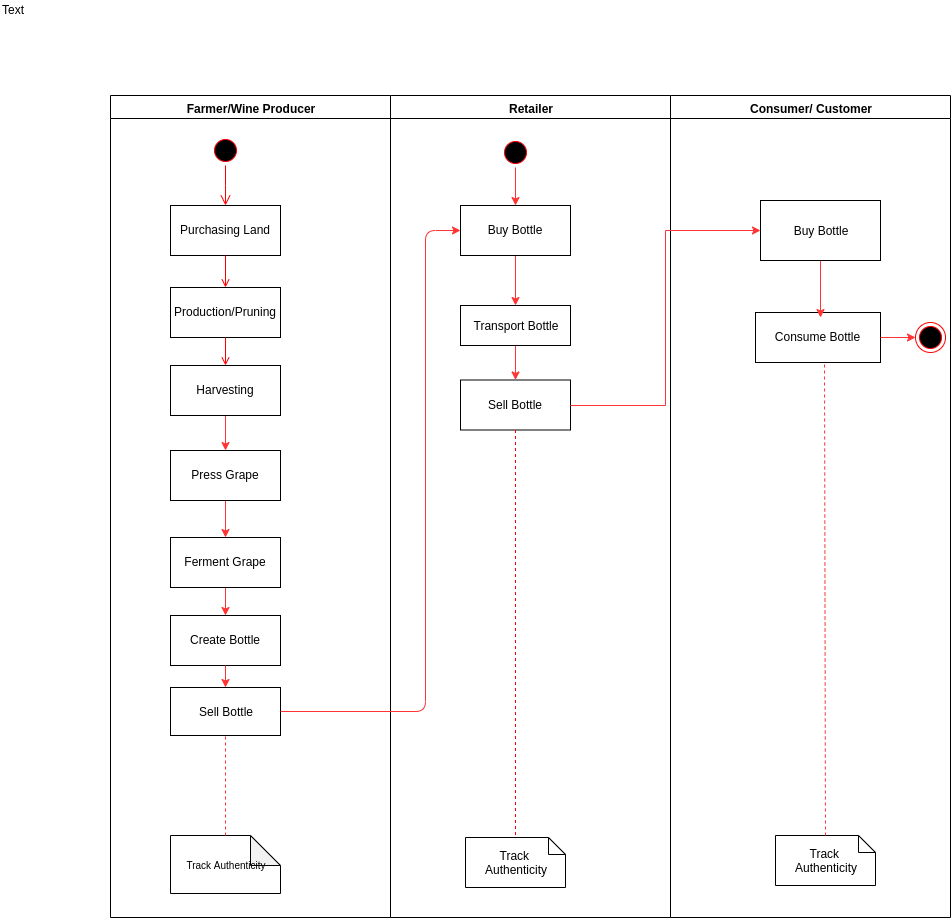 Text
Farmer/Wine Producer
Retailer
Consumer/ Customer
Purchasing Land
Production/Pruning
Harvesting
Press Grape
Ferment Grape
Create Bottle
Sell Bottle
Track Authenticity
Buy Bottle
Transport Bottle
Sell Bottle
Track
Authenticity
Buy Bottle
Consume Bottle
Track
Authenticity